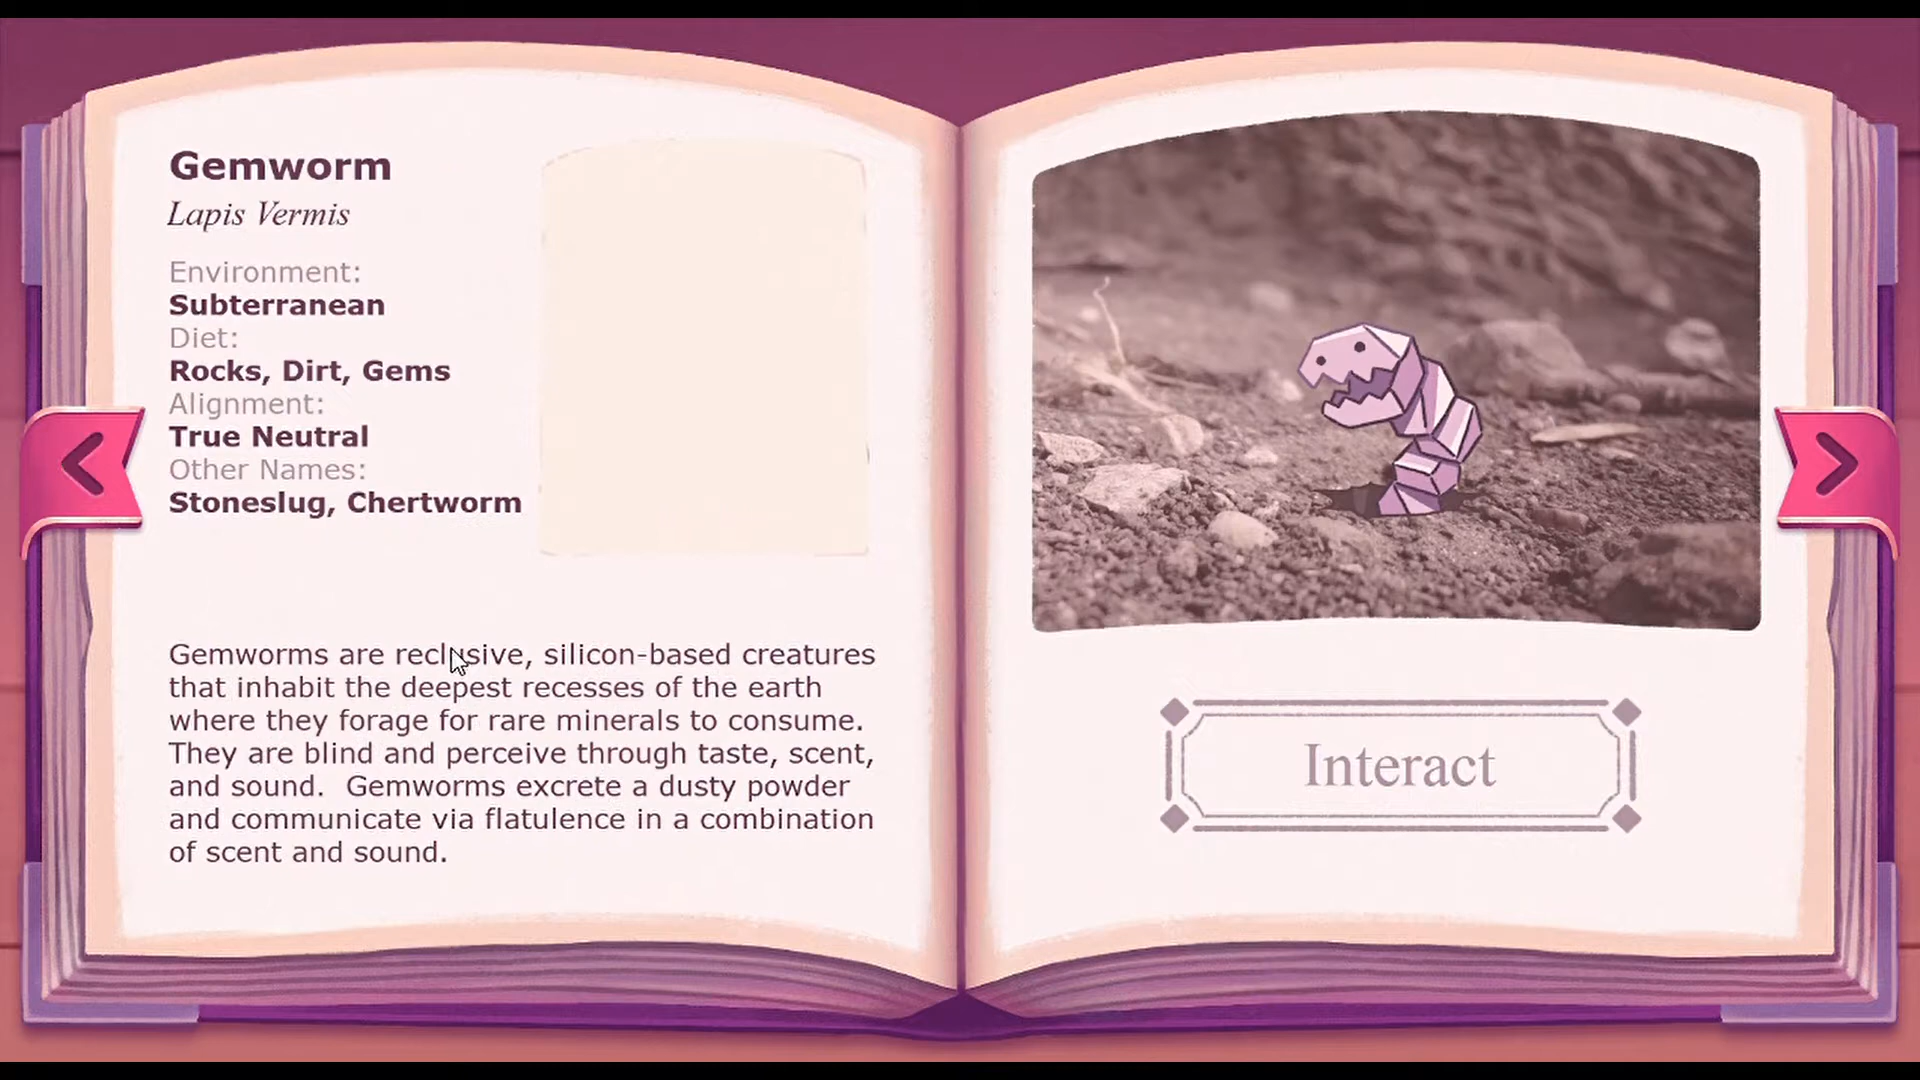 Gemworm
Lapis Vermis
Environment:
Subterranean
Diet:
Rocks, Dirt, Gems
Alignment:
True Neutral
Other Names:
Stoneslug, Chertworm
Gemworms are reclusive, silicon-based creatures
that inhabit the deepest recesses of the earth
where they forage for rare minerals to consume.
They are blind and perceive through taste, scent,
and sound.  Gemworms excrete a dusty powder
and communicate via flatulence in a combination
of scent and sound.
Interact